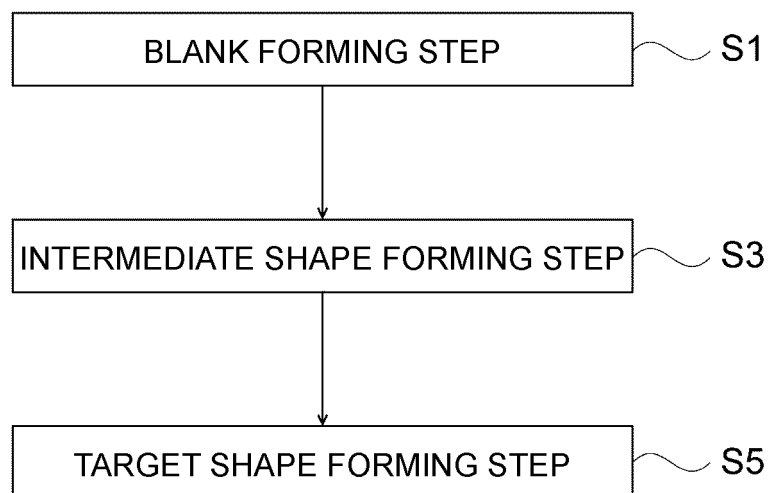 BLANK FORMING STEP S1
INTERMEDIATE SHAPE FORMING STEP S3
TARGET SHAPE FORMING STEP S5